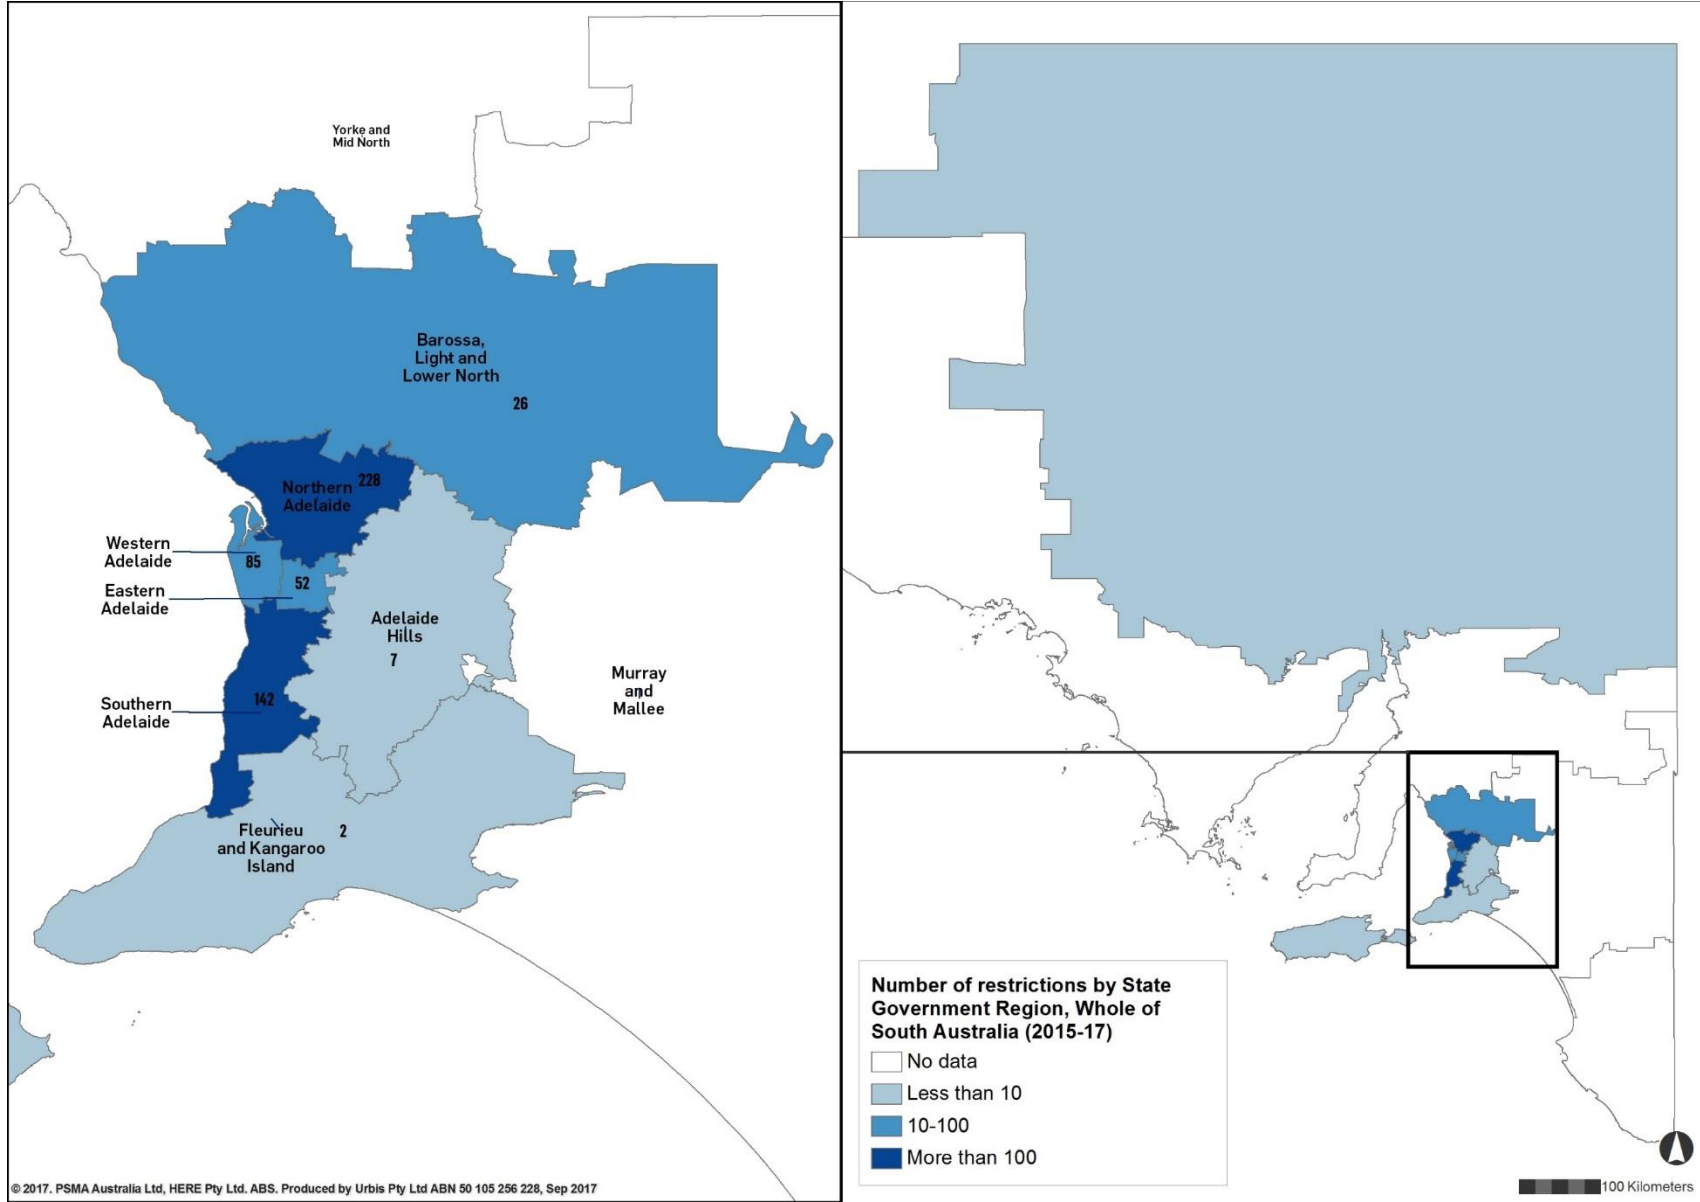 Yorke and
Mid North
Barossa,
Light and
Lower North
26
Northern
Adelaide
228
Western
Adelaide
85
Eastern
Adelaide
52
Adelaide
Hills
7
Southern
Adelaide
142
Murray
and
Mallee
Fleurieu
and Kangaroo
Island
2
© 2017. PSMA Australia Ltd, HERE Pty Ltd. ABS. Produced by Urbis Pty Ltd ABN 50 105 256 228, Sep 2017
Number of restrictions by State
Government Region, Whole of
South Australia (2015-17)
No data
Less than 10
10-100
More than 100
100 Kilometers